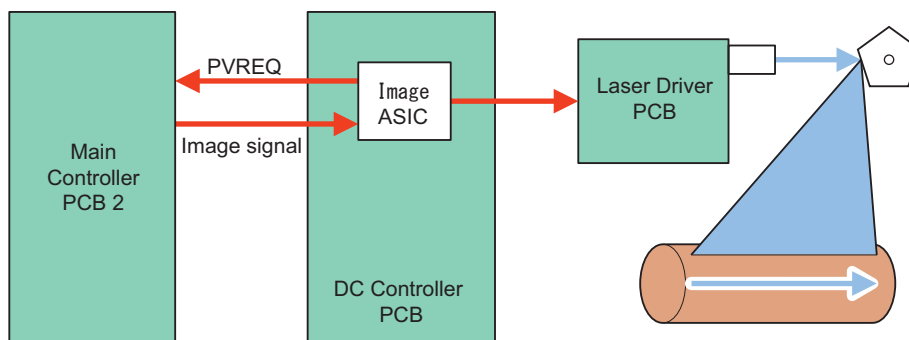 PVREQ
Image signal
Main
Controller
PCB 2
Image
ASIC
DC Controller
PCB
Laser Driver
PCB